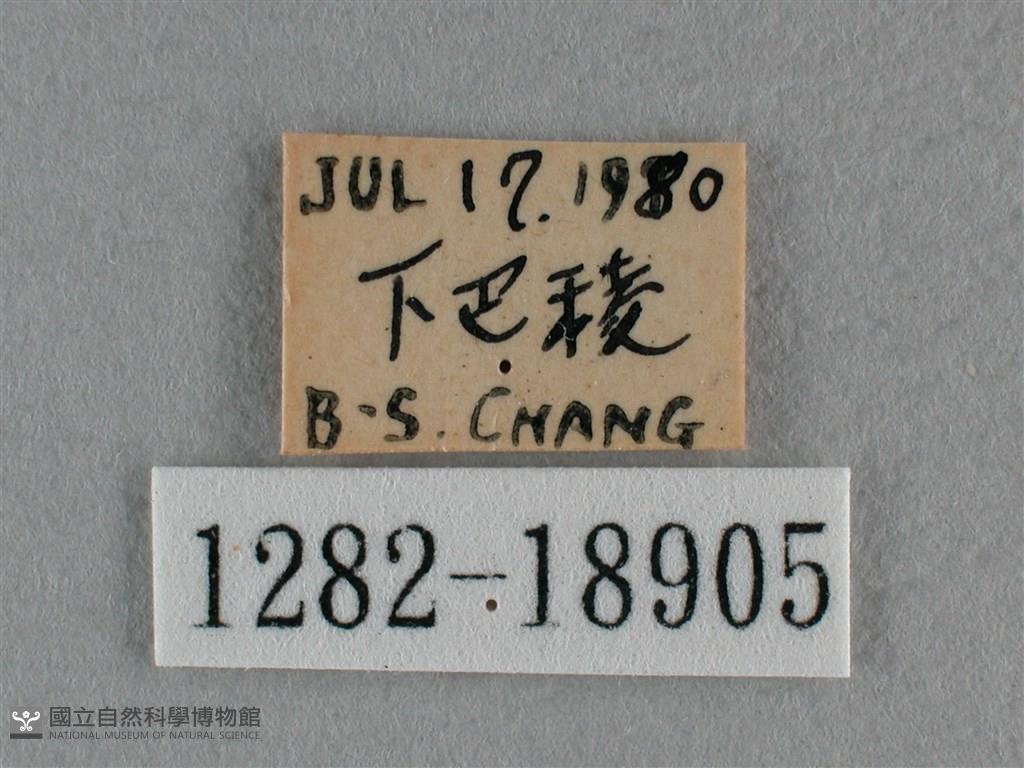 JUL 17.1980
下巴稜
B-S. CHANG
1282-18905
國立自然科學博物館
NATIONAL MUSEUM OF NATURAL SCIENCE